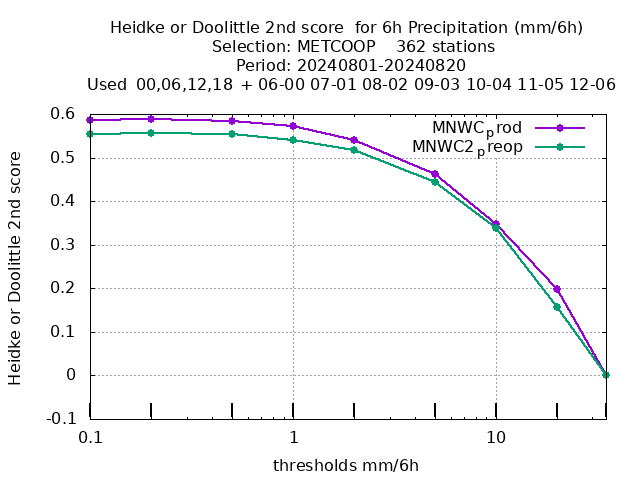 Heidke or Doolittle 2nd score  for 6h Precipitation (mm/6h)
Selection: METCOOP    362 stations
Period: 20240801-20240820
Used  00,06,12,18  + 06-00 07-01 08-02 09-03 10-04 11-05 12-06
MNWCprod
MNWC2preop
0.6
0.5
0.4
0.3
0.2
0.1
0
-0.1
Heidke or Doolittle 2nd score
0.1 1 10
thresholds mm/6h